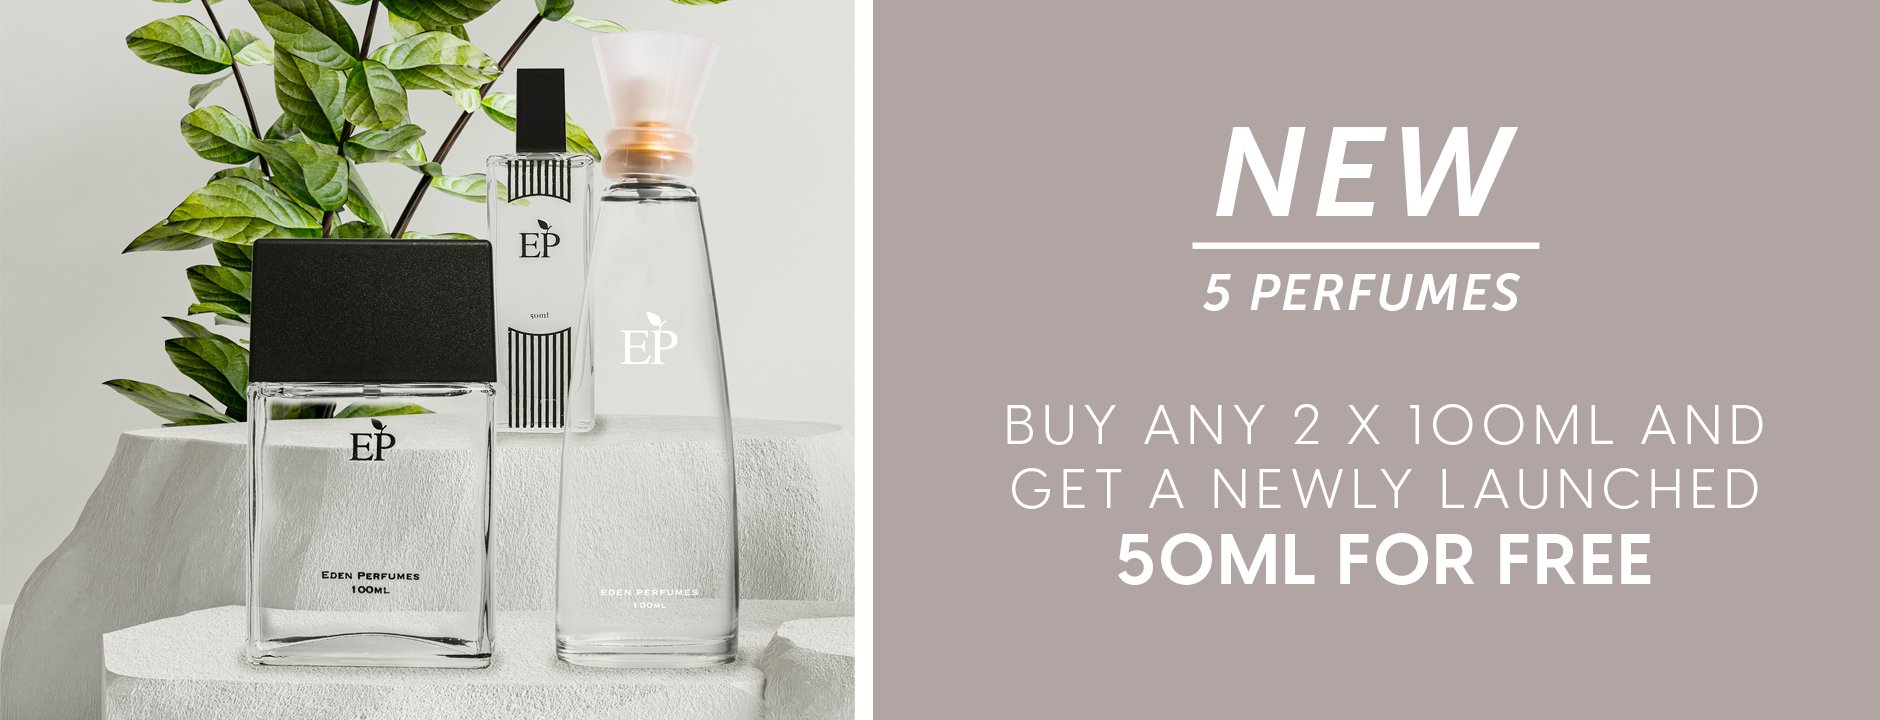 EP
50ml
EP
EP
EDEN PERFUMES
100ML
EDEN PERFUMES
100ML
NEW
5 PERFUMES
BUY ANY 2 X 100ML AND
GET A NEWLY LAUNCHED
50ML FOR FREE